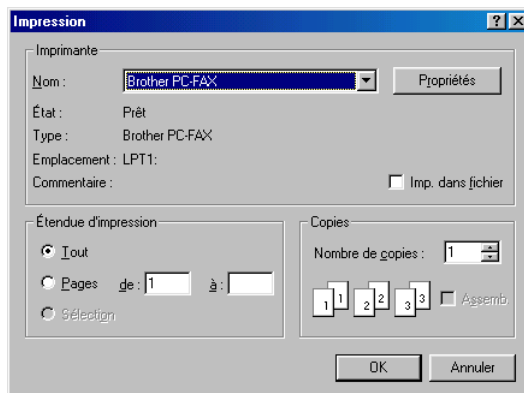 Impression
Imprimante
Nom : Brother PC-FAX Propriétés
État : Prêt
Type : Brother PC-FAX
Emplacement : LPT1:
Commentaire : Imp. dans fichier
Étendue d'impression Copies
Tout Nombre de copies : 1
Pages de : 1 à :
1 1 2 2 3 3 Assemb.
Sélection
OK Annuler